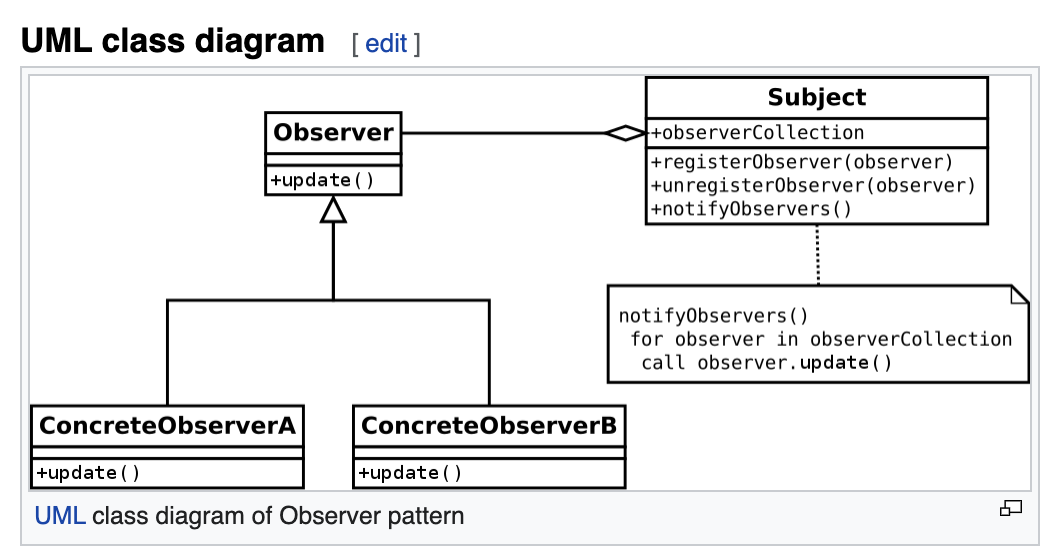 UML class diagram [ edit ]
Observer
+update()
Subject
+observerCollection
+registerObserver(observer)
+unregisterObserver(observer)
+notifyObservers()
notifyObservers()
for observer in observerCollection
call observer.update()
ConcreteObserverA
+update()
ConcreteObserverB
+update()
UML class diagram of Observer pattern